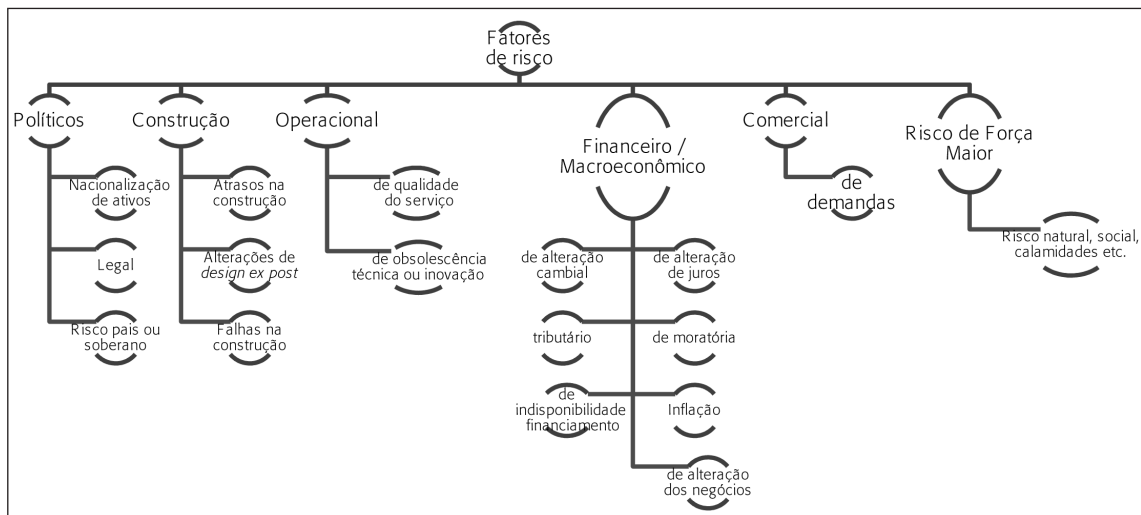 Fatores
de risco
Políticos
Nacionalização
de ativos
Legal
Risco pais ou
soberano
Construção
Atrasos na
construção
Alterações de
design ex post
Falhas na
construção
Operacional
de qualidade
do serviço
de obsolescência
técnica ou inovação
Financeiro /
Macroeconômico
de alteração
cambial
de alteração
de juros
tributário
de moratória
de
indisponibilidade
financiamento
Inflação
de alteração
dos negócios
Comercial
de
demandas
Risco de Força
Maior
Risco natural, social,
calamidades etc.